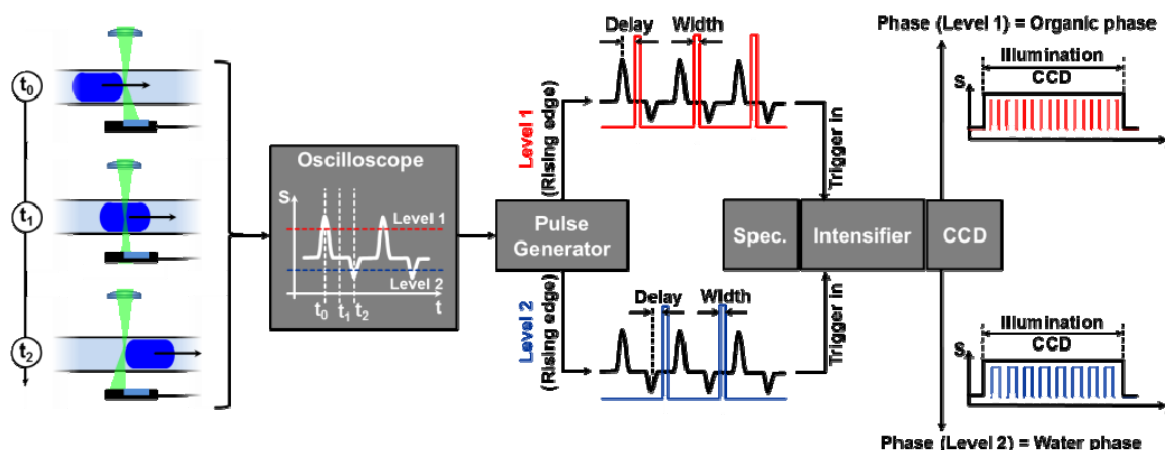 t0
t1
t2
Oscilloscope
S
Level 1
Level 2
t0 t1 t2 t
Pulse
Generator
Delay Width
Level 1
(Rising edge)
Trigger in
Level 2
(Rising edge)
Delay Width
Trigger in
Spec. Intensifier CCD
Phase (Level 1) = Organic phase
Illumination
CCD
S
Illumination
CCD
S
Phase (Level 2) = Water phase